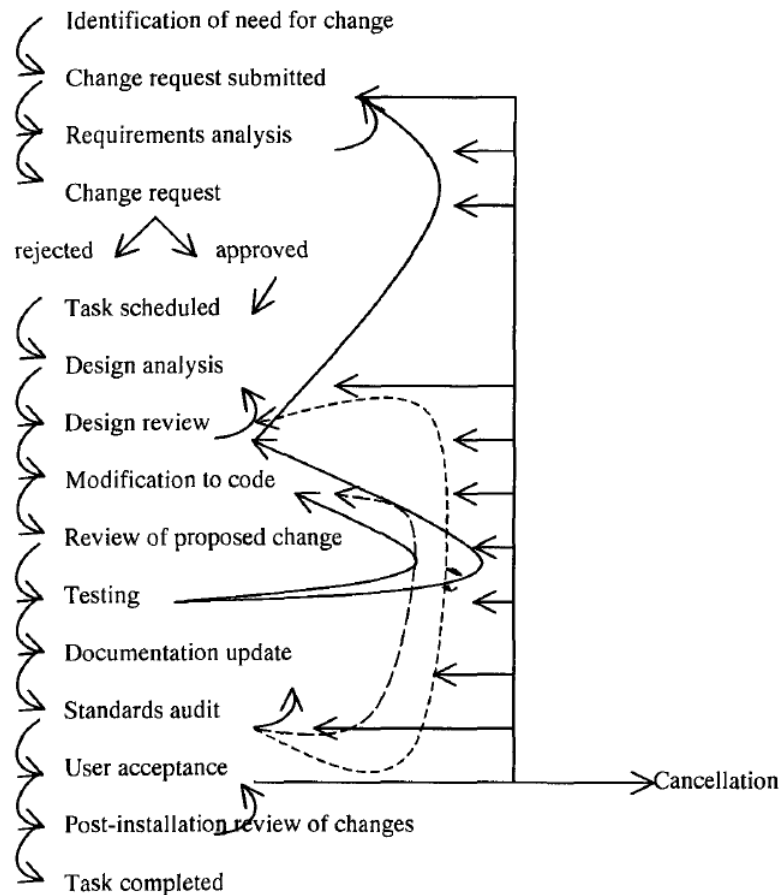 Identification of need for change
Change request submitted
Requirements analysis
Change request
rejected approved
Task scheduled
Design analysis
Design review
Modification to code
Review of proposed change
Testing
Documentation update
Standards audit
User acceptance
Cancellation
Post-installation review of changes
Task completed